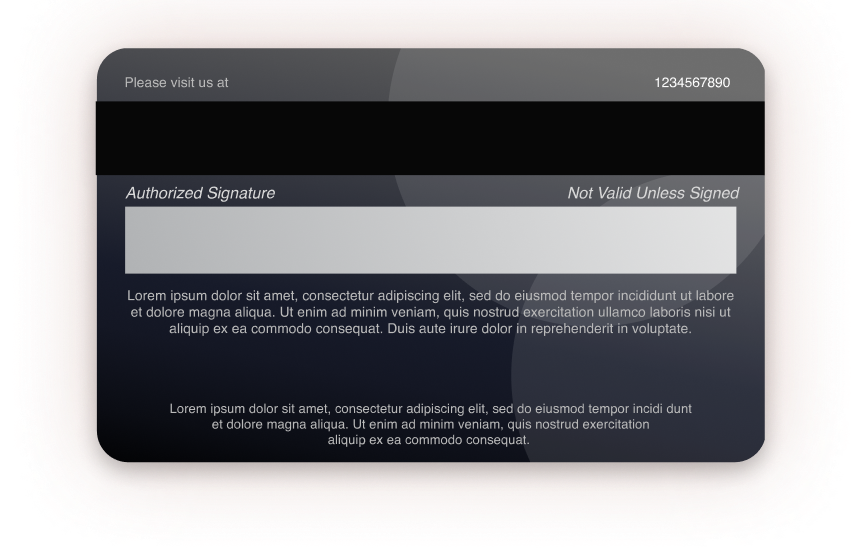 Please visit us at 1234567890
Authorized Signature Not Valid Unless Signed
Lorem ipsum dolor sit amet, consectetur adipiscing elit, sed do eiusmod tempor incididunt ut labore
et dolore magna aliqua. Ut enim ad minim veniam, quis nostrud exercitation ullamco laboris nisi ut
aliquip ex ea commodo consequat. Duis aute irure dolor in reprehenderit in voluptate.
Lorem ipsum dolor sit amet, consectetur adipiscing elit, sed do eiusmod tempor incidi dunt
et dolore magna aliqua. Ut enim ad minim veniam, quis nostrud exercitation
aliquip ex ea commodo consequat.